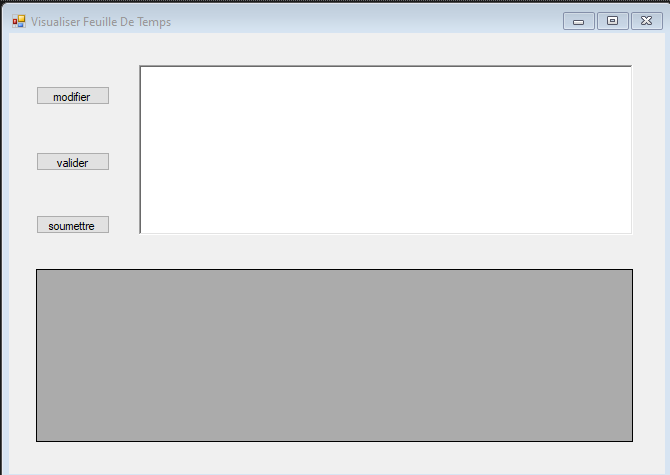 Visualiser Feuille De Temps
modifier
valider
soumettre